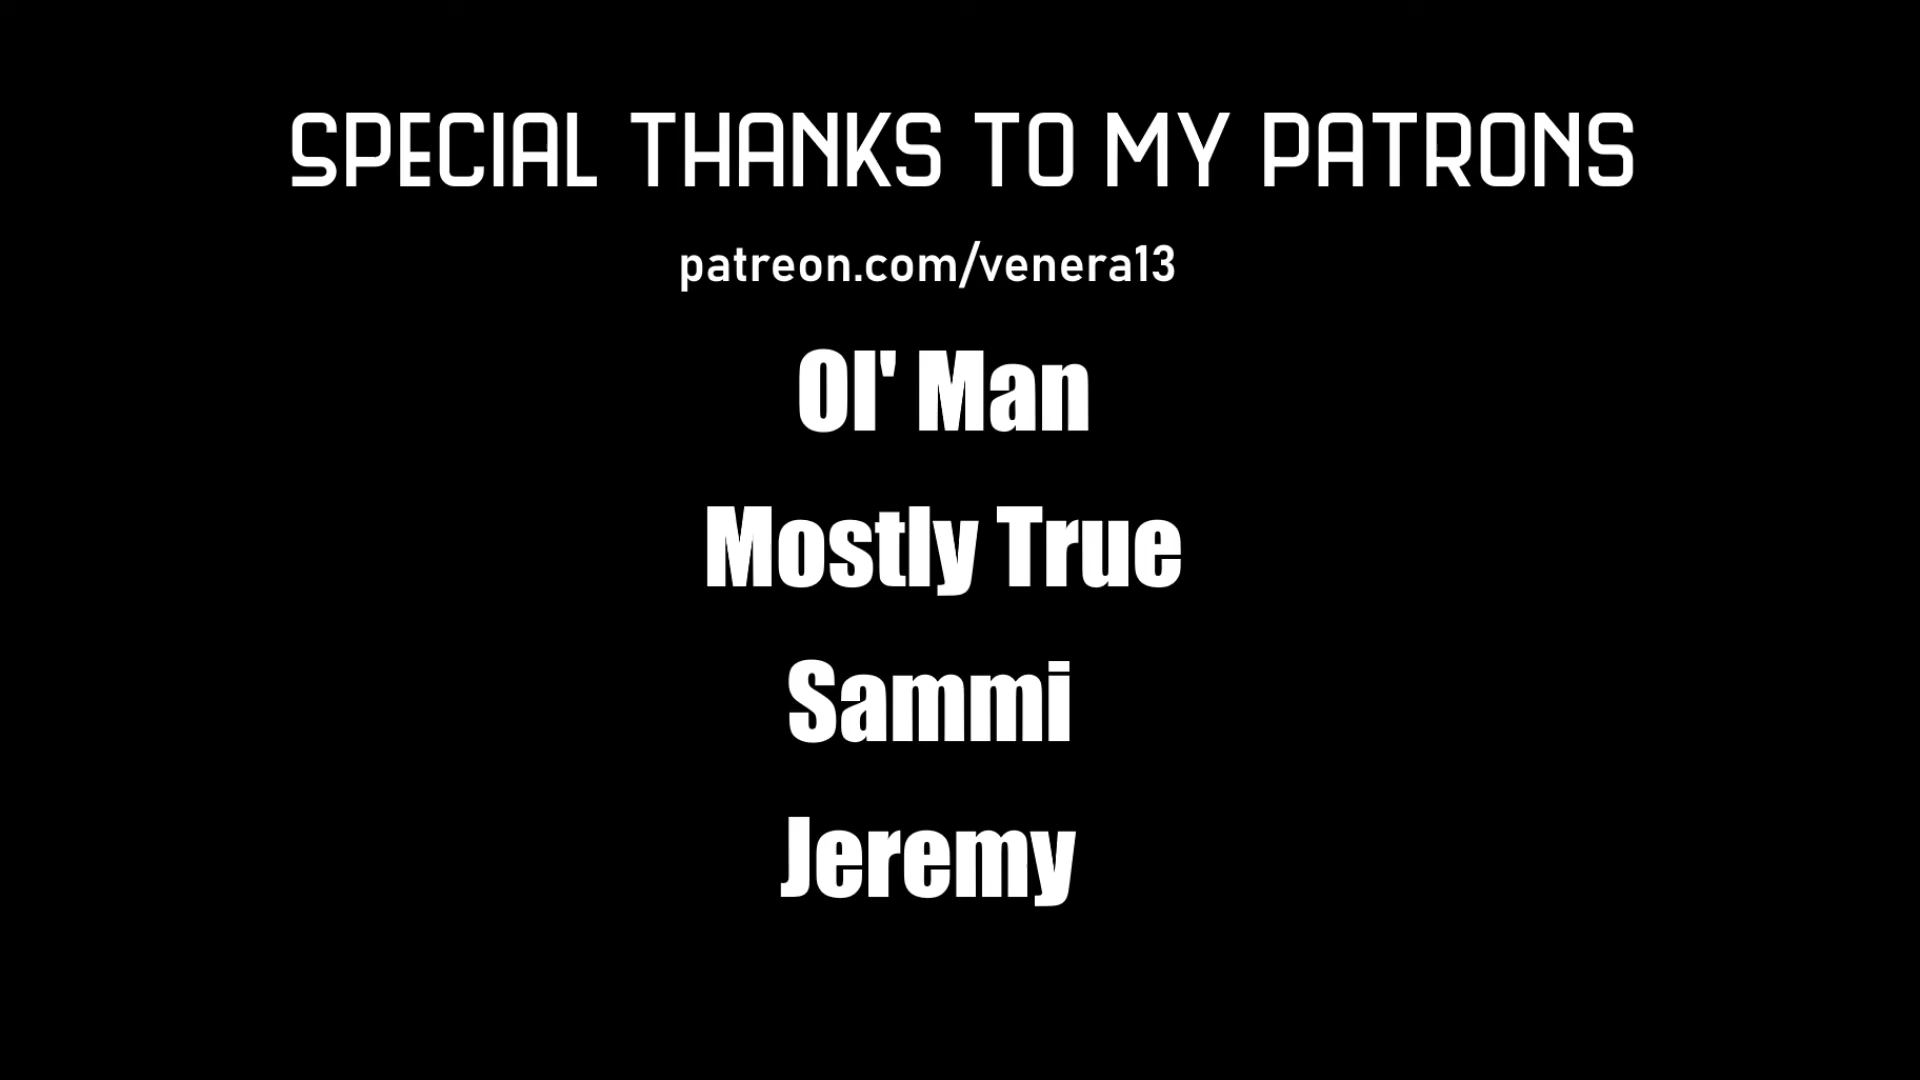 SPECIAL THANKS TO MY PATRONS
patreon.com/venera13
Ol' Man
Mostly True
Sammi
Jeremy